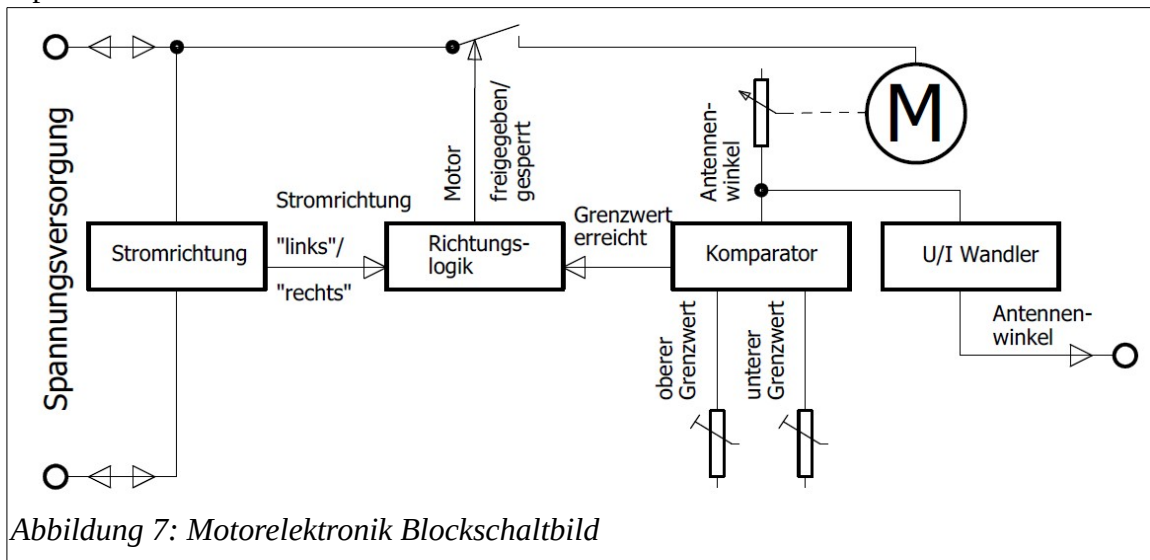 Spannungsversorgung
Stromrichtung
Stromrichtung
"links"/
"rechts"
Motor
freigegeben/
gesperrt
Richtungs-
logik
Grenzwert
erreicht
Antennen-
winkel
M
Komparator
oberer
Grenzwert
unterer
Grenzwert
U/I Wandler
Antennen-
winkel
Abbildung 7: Motorelektronik Blockschaltbild